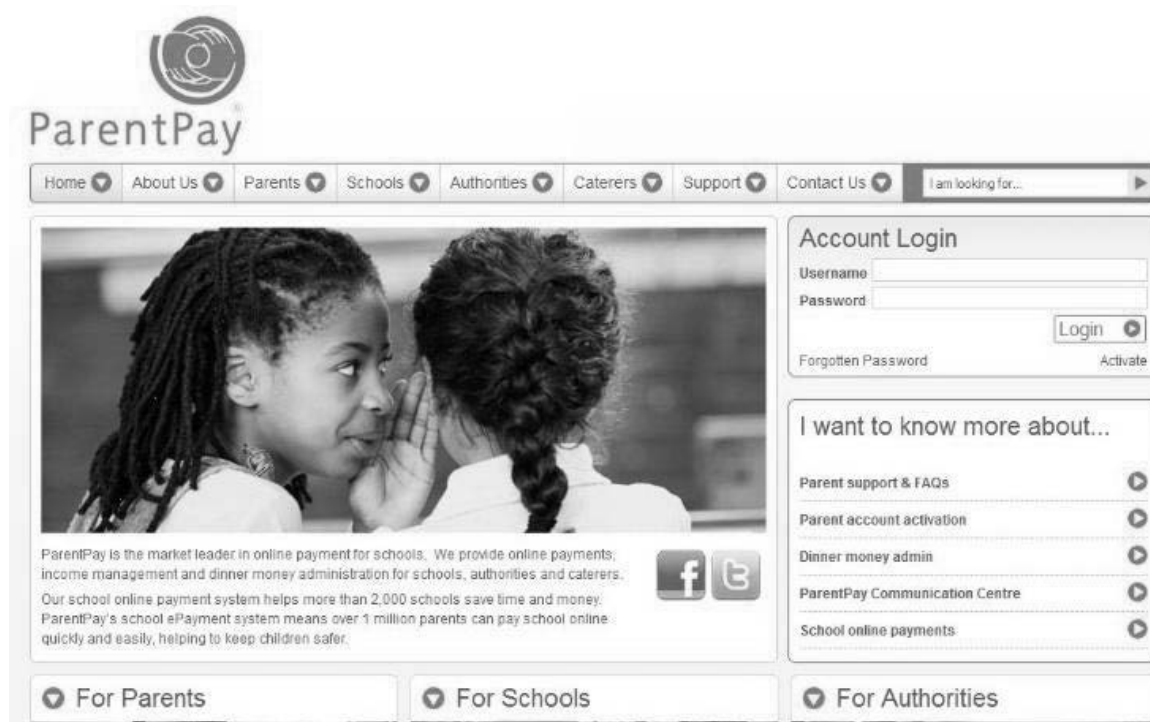 ParentPay
Home
About Us
Parents
Schools
Authorities
Caterers
Support
Contact Us
I am looking for...
Account Login
Username
Password
Login
Forgotten Password
Activate
I want to know more about...
Parent support & FAQs
Parent account activation
Dinner money admin
ParentPay Communication Centre
School online payments
ParentPay is the market leader in online payment for schools. We provide online payments,
income management and dinner money administration for schools, authorities and caterers.
Our school online payment system helps more than 2,000 schools save time and money.
ParentPay's school ePayment system means over 1 million parents can pay school online
quickly and easily, helping to keep children safer.
f
t
For Parents
For Schools
For Authorities